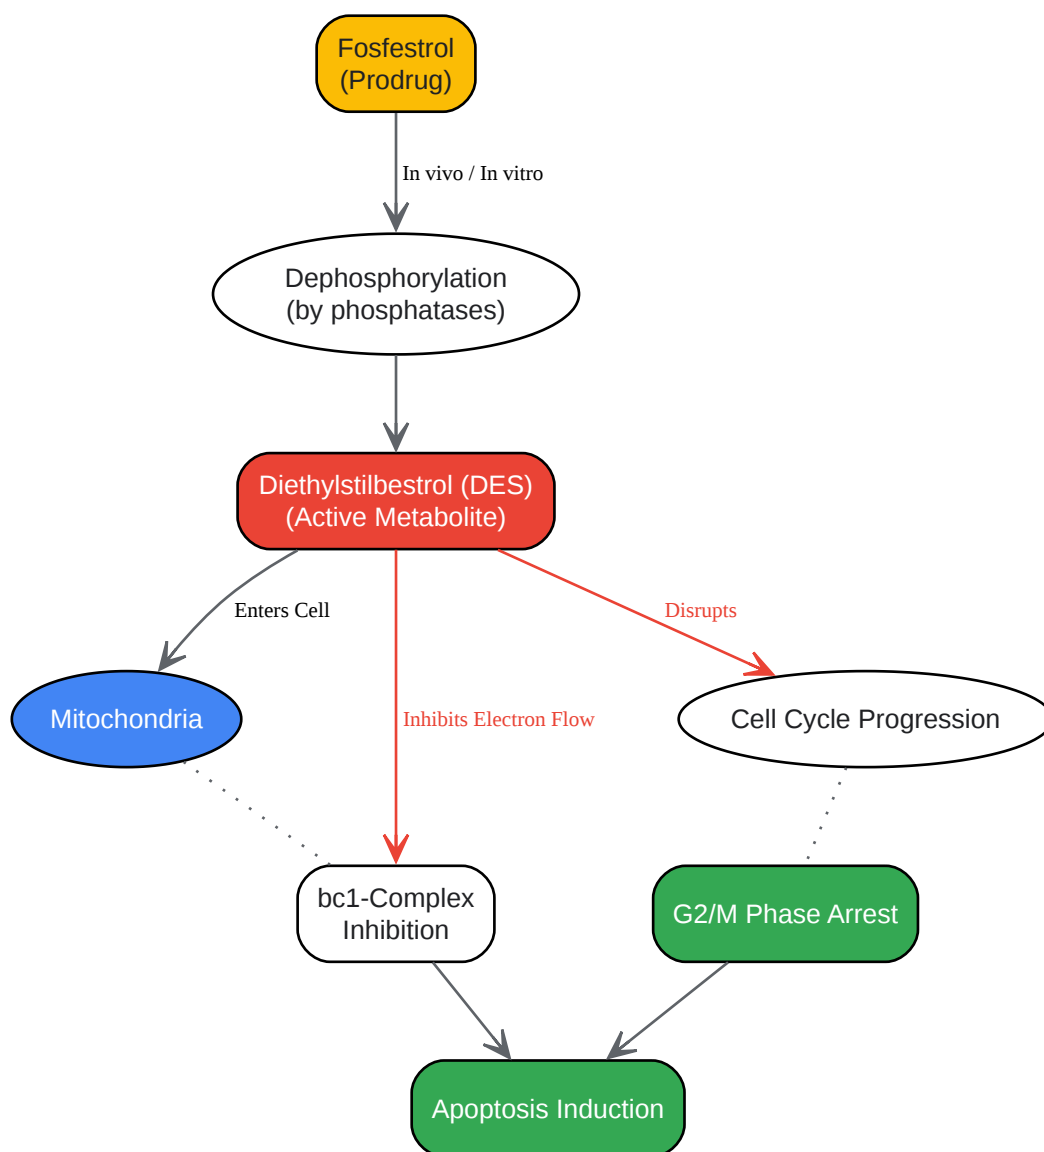 Fosfestrol
(Prodrug)
In vivo / In vitro
Dephosphorylation
(by phosphatases)
Diethylstilbestrol (DES)
(Active Metabolite)
Enters Cell
Disrupts
Mitochondria
Inhibits Electron Flow
Cell Cycle Progression
bc1-Complex
Inhibition
G2/M Phase Arrest
Apoptosis Induction